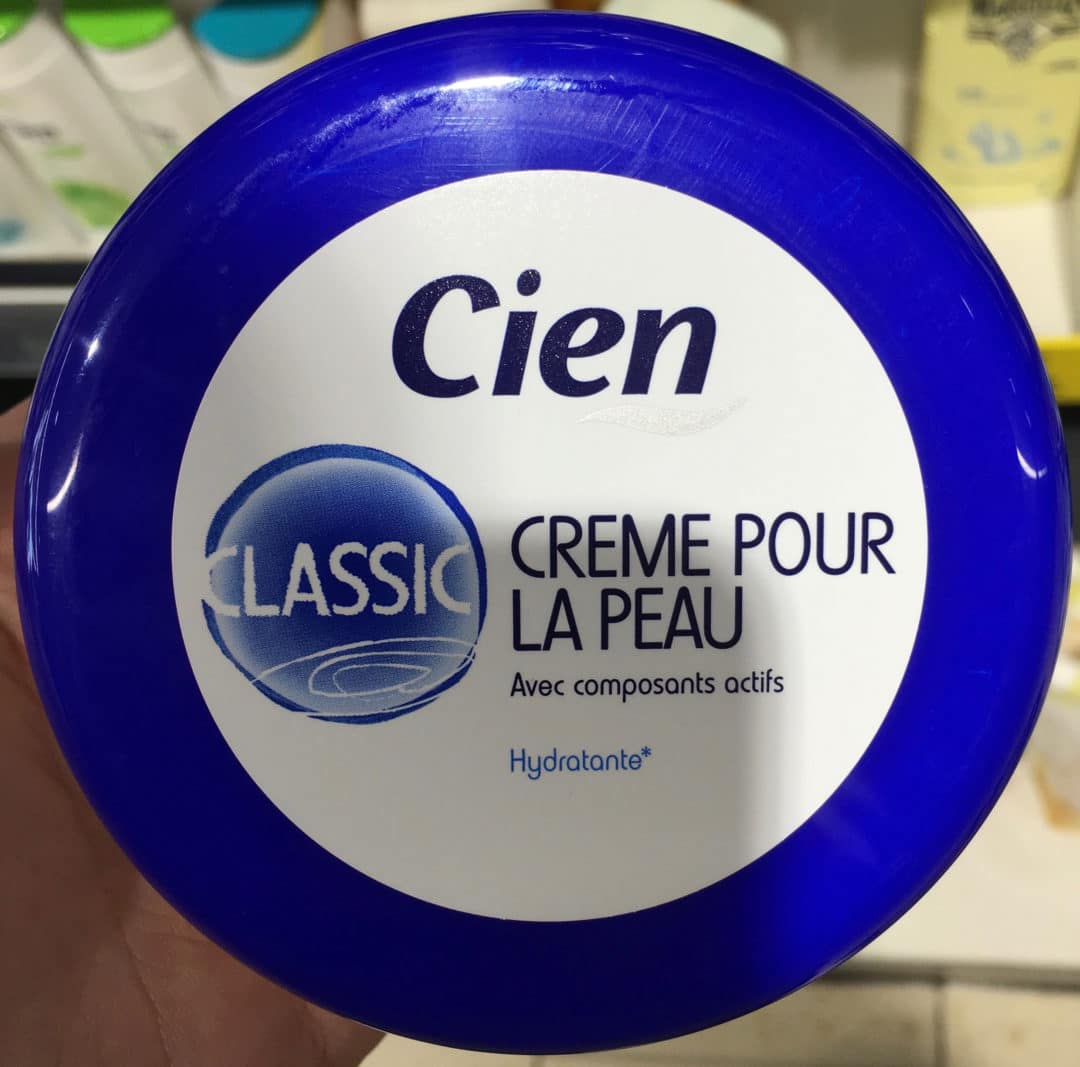 Cien
CLASSIC
CREME POUR
LA PEAU
Avec composants actifs
Hydratante*